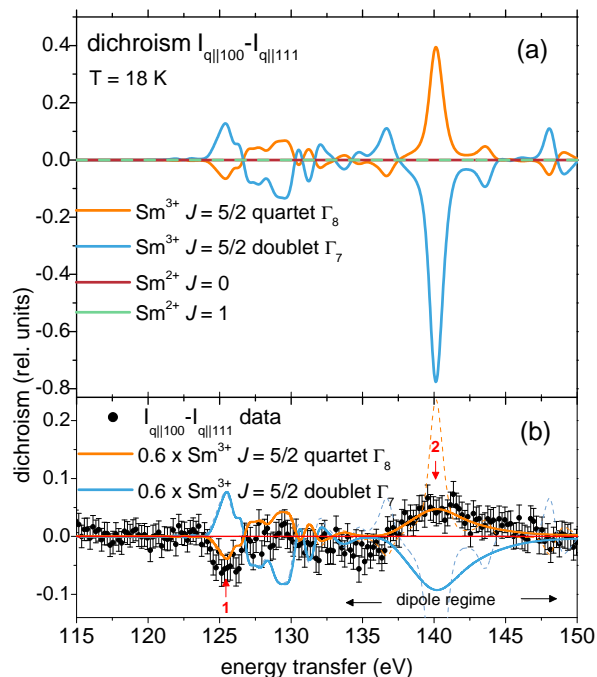 dichroism I_q||100-I_q||111
(a)
T = 18 K
0.4
0.2
0.0
-0.2
-0.4
-0.6
-0.8
Sm³⁺ J = 5/2 quartet Γ₈
Sm³⁺ J = 5/2 doublet Γ₇
Sm²⁺ J = 0
Sm²⁺ J = 1
dichroism (rel. units)
I_q||100-I_q||111 data
(b)
0.6 x Sm³⁺ J = 5/2 quartet Γ₈
0.6 x Sm³⁺ J = 5/2 doublet Γ
2
0.2
0.1
0.0
-0.1
1
dipole regime
115 120 125 130 135 140 145 150
energy transfer (eV)